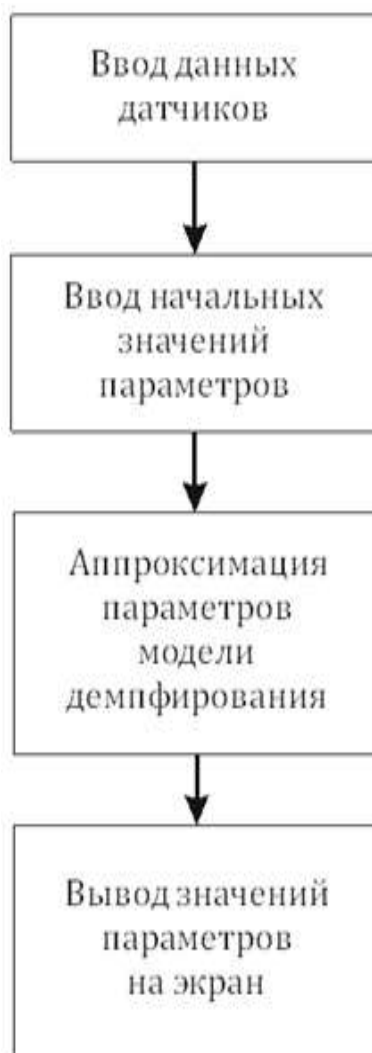 Ввод данных
датчиков
Ввод начальных
значений
параметров
Аппроксимация
параметров
модели
демпфирования
Вывод значений
параметров
на экран